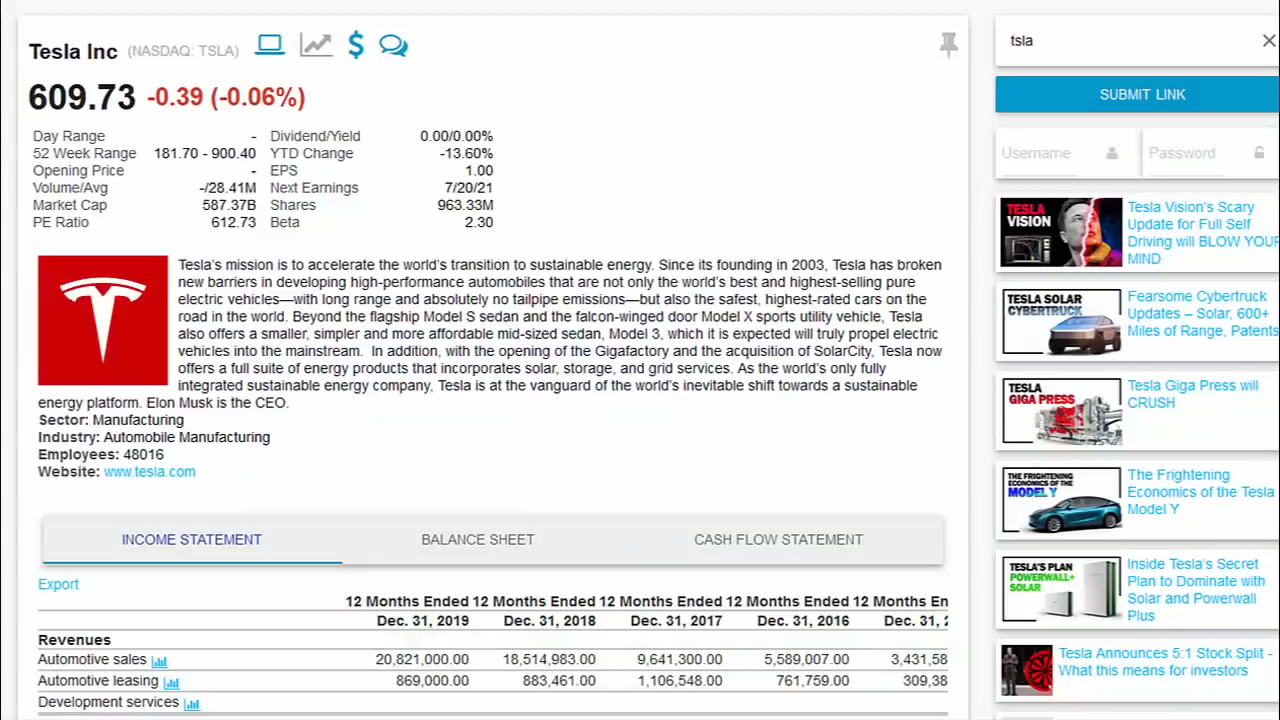 Tesla Inc (NASDAQ: TSLA)
609.73 -0.39 (-0.06%)
Day Range - Dividend/Yield 0.00/0.00%
52 Week Range 181.70 - 900.40 YTD Change -13.60%
Opening Price - EPS 1.00
Volume/Avg -/28.41M Next Earnings 7/20/21
Market Cap 587.37B Shares 963.33M
PE Ratio 612.73 Beta 2.30
Tesla's mission is to accelerate the world's transition to sustainable energy. Since its founding in 2003, Tesla has broken
new barriers in developing high-performance automobiles that are not only the world's best and highest-selling pure
electric vehicles—with long range and absolutely no tailpipe emissions—but also the safest, highest-rated cars on the
road in the world. Beyond the flagship Model S sedan and the falcon-winged door Model X sports utility vehicle, Tesla
also offers a smaller, simpler and more affordable mid-sized sedan, Model 3, which it is expected will truly propel electric
vehicles into the mainstream. In addition, with the opening of the Gigafactory and the acquisition of SolarCity, Tesla now
offers a full suite of energy products that incorporates solar, storage, and grid services. As the world's only fully
integrated sustainable energy company, Tesla is at the vanguard of the world's inevitable shift towards a sustainable
energy platform. Elon Musk is the CEO.
Sector: Manufacturing
Industry: Automobile Manufacturing
Employees: 48016
Website: www.tesla.com
INCOME STATEMENT BALANCE SHEET CASH FLOW STATEMENT
Export
12 Months Ended 12 Months Ended 12 Months Ended 12 Months Ended 12 Months En
Dec. 31, 2019 Dec. 31, 2018 Dec. 31, 2017 Dec. 31, 2016 Dec. 31, 2
Revenues
Automotive sales 20,821,000.00 18,514,983.00 9,641,300.00 5,589,007.00 3,431,58
Automotive leasing 869,000.00 883,461.00 1,106,548.00 761,759.00 309,38
Development services
tsla
SUBMIT LINK
Username Password
TESLA
VISION
Tesla Vision's Scary
Update for Full Self
Driving will BLOW YOUR
MIND
TESLA SOLAR
CYBERTRUCK
Fearsome Cybertruck
Updates – Solar, 600+
Miles of Range, Patents
TESLA
GIGA PRESS
Tesla Giga Press will
CRUSH
THE FRIGHTENING
ECONOMICS OF THE
MODEL Y
The Frightening
Economics of the Tesla
Model Y
TESLA'S PLAN
POWERWALL+
SOLAR
Inside Tesla's Secret
Plan to Dominate with
Solar and Powerwall
Plus
Tesla Announces 5:1 Stock Split -
What this means for investors